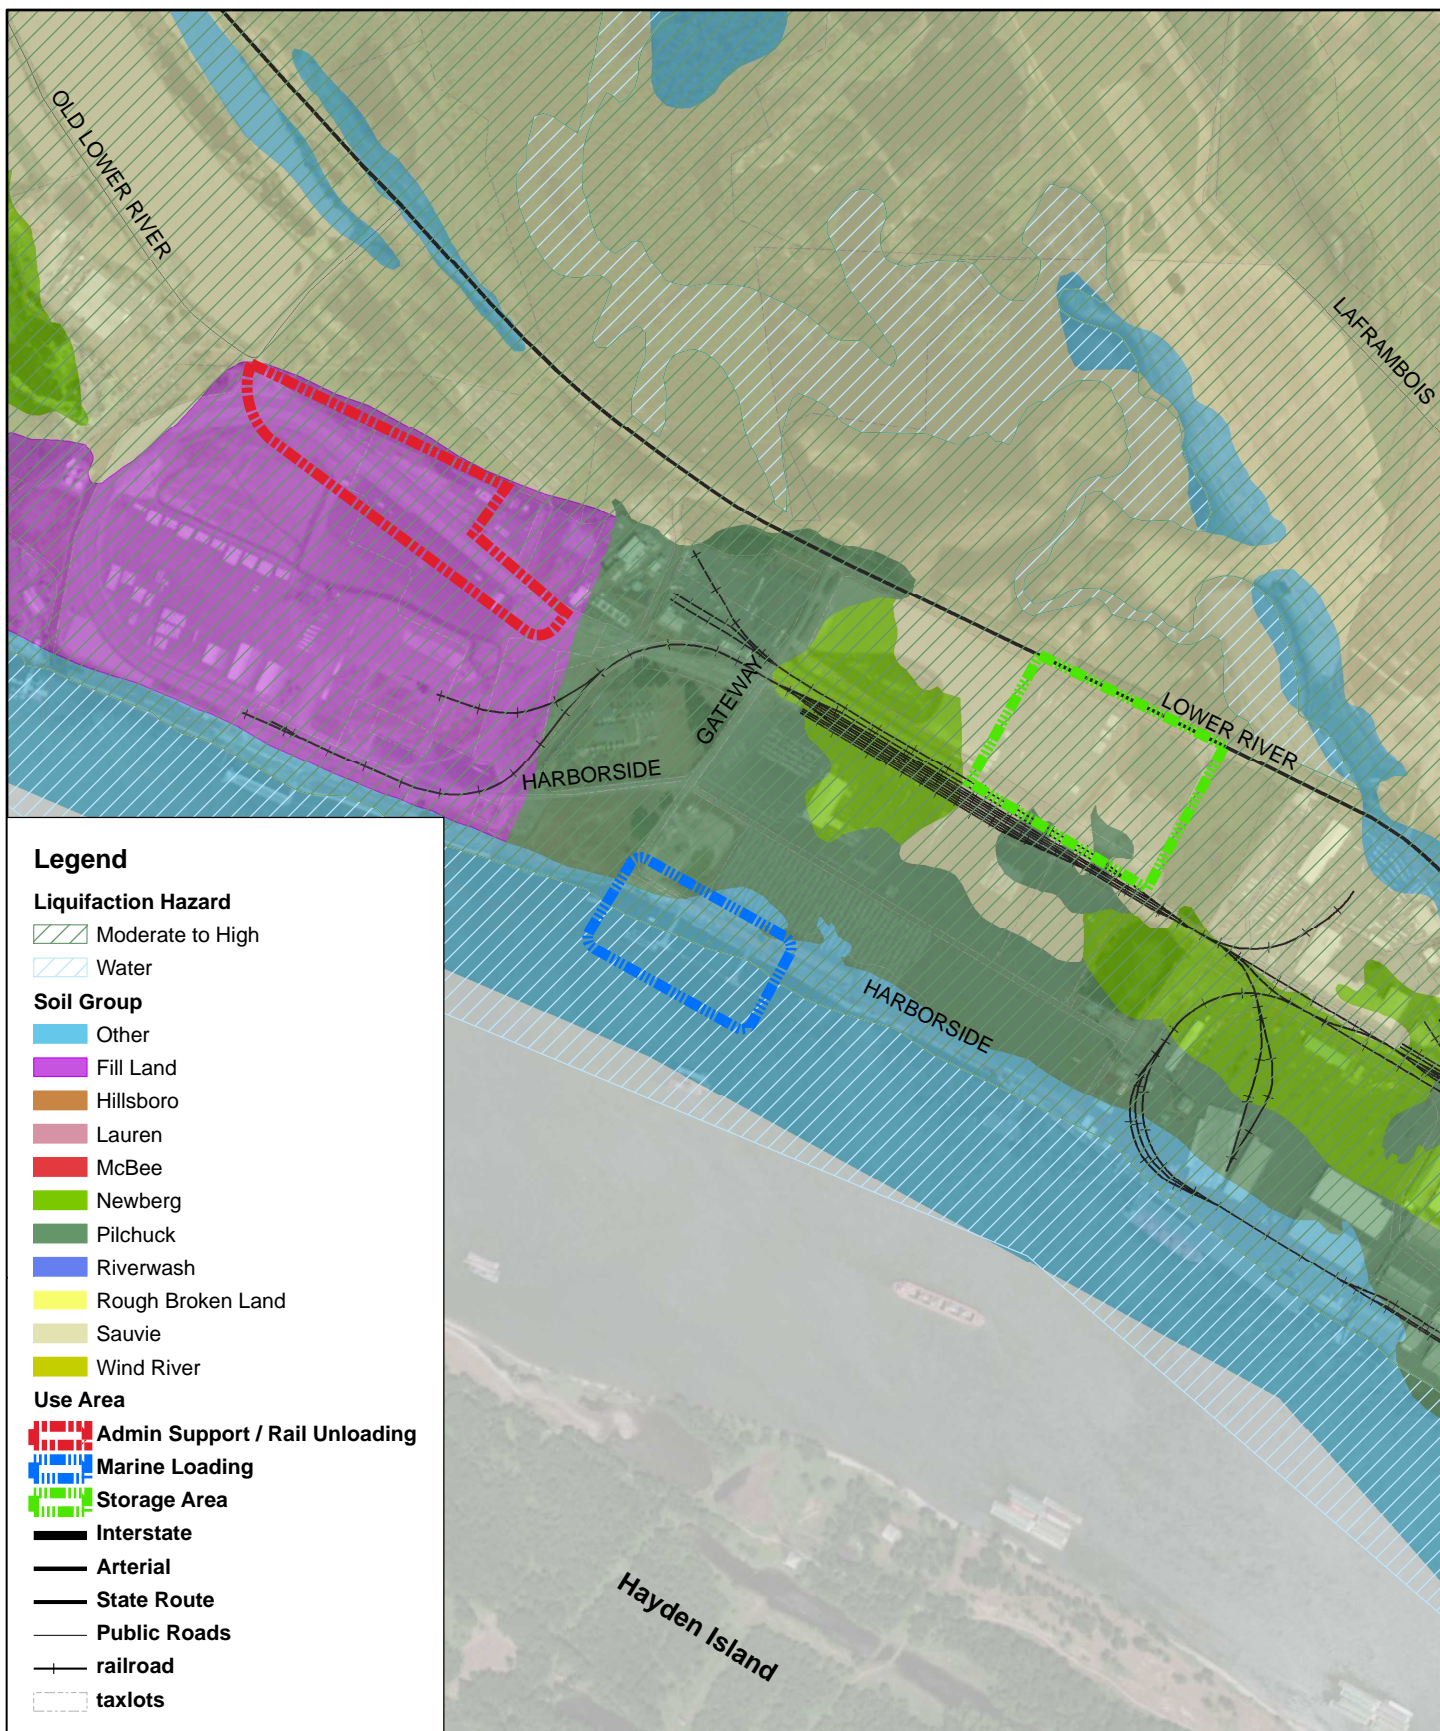 OLD LOWER RIVER
LAFRAMBOIS
GATEWAY
LOWER RIVER
HARBORSIDE
HARBORSIDE
Hayden Island
Legend
Liquifaction Hazard
Moderate to High
Water
Soil Group
Other
Fill Land
Hillsboro
Lauren
McBee
Newberg
Pilchuck
Riverwash
Rough Broken Land
Sauvie
Wind River
Use Area
Admin Support / Rail Unloading
Marine Loading
Storage Area
Interstate
Arterial
State Route
Public Roads
railroad
taxlots